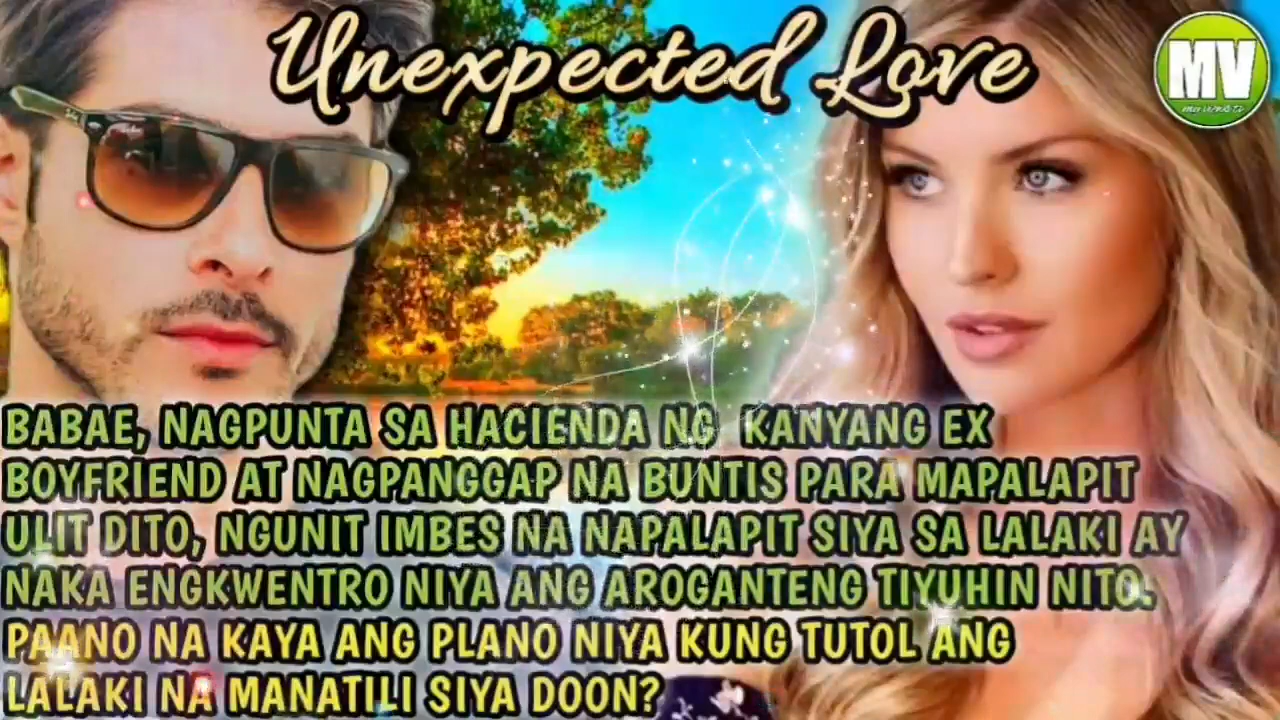 Unexpected Love
MV
BABAE, NAGPUNTA SA HACIENDA NG KANYANG EX
BOYFRIEND AT NAGPANGGAP NA BUNTIS PARA MAPALAPIT
ULIT DITO, NGUNIT IMBES NA NAPALAPIT SIYA SA LALAKI AY
NAKA ENGKWENTRO NIYA ANG AROGANTENG TIYUHIN NITO.
PAANO NA KAYA ANG PLANO NIYA KUNG TUTOL ANG
LALAKI NA MANATILI SIYA DOON?